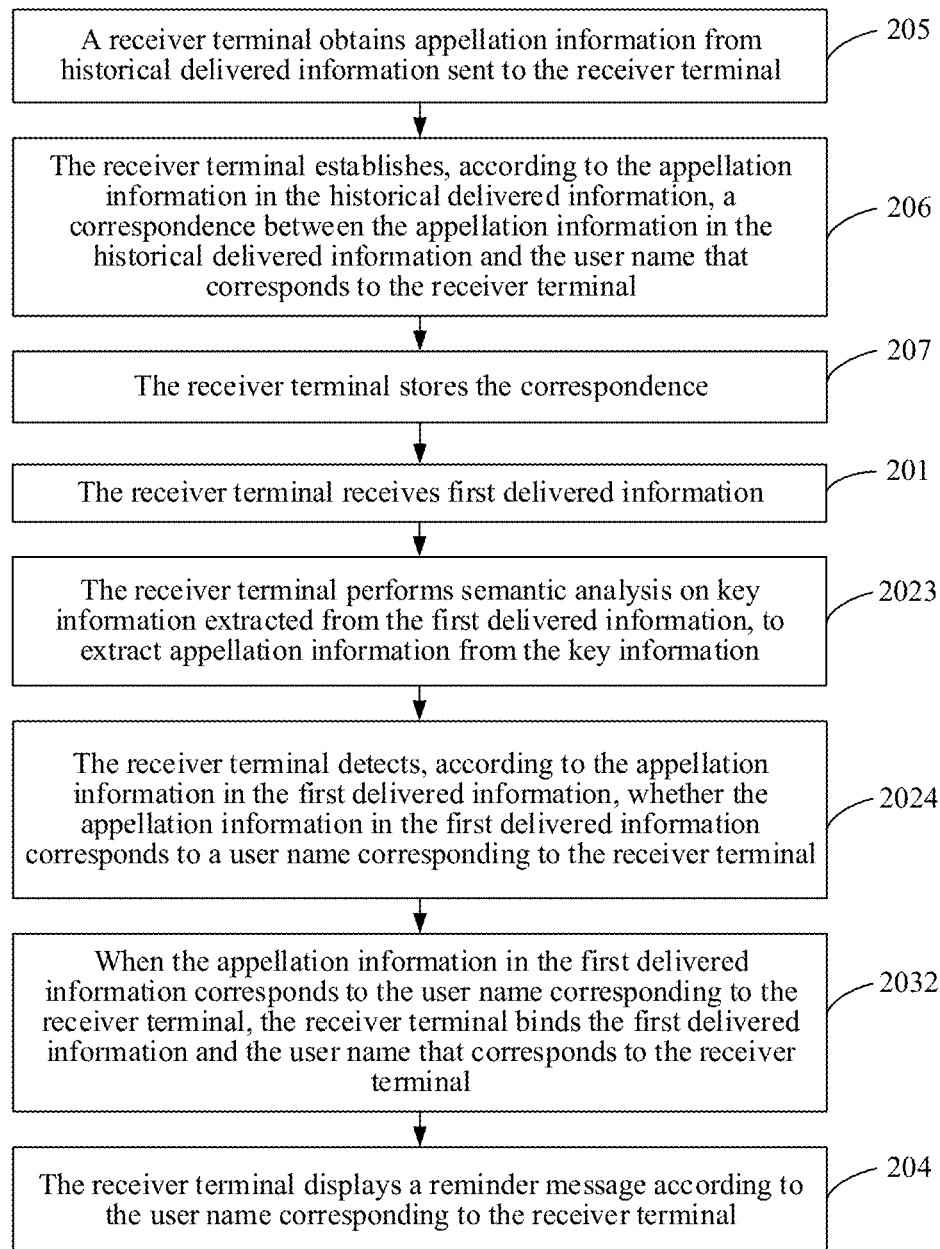 A receiver terminal obtains appellation information from
historical delivered information sent to the receiver terminal
205
The receiver terminal establishes, according to the appellation
information in the historical delivered information, a
correspondence between the appellation information in the
historical delivered information and the user name that
corresponds to the receiver terminal
206
The receiver terminal stores the correspondence
207
The receiver terminal receives first delivered information
201
The receiver terminal performs semantic analysis on key
information extracted from the first delivered information, to
extract appellation information from the key information
2023
The receiver terminal detects, according to the appellation
information in the first delivered information, whether the
appellation information in the first delivered information
corresponds to a user name corresponding to the receiver terminal
2024
When the appellation information in the first delivered
information corresponds to the user name corresponding to the
receiver terminal, the receiver terminal binds the first delivered
information and the user name that corresponds to the receiver
terminal
2032
The receiver terminal displays a reminder message according to
the user name corresponding to the receiver terminal
204